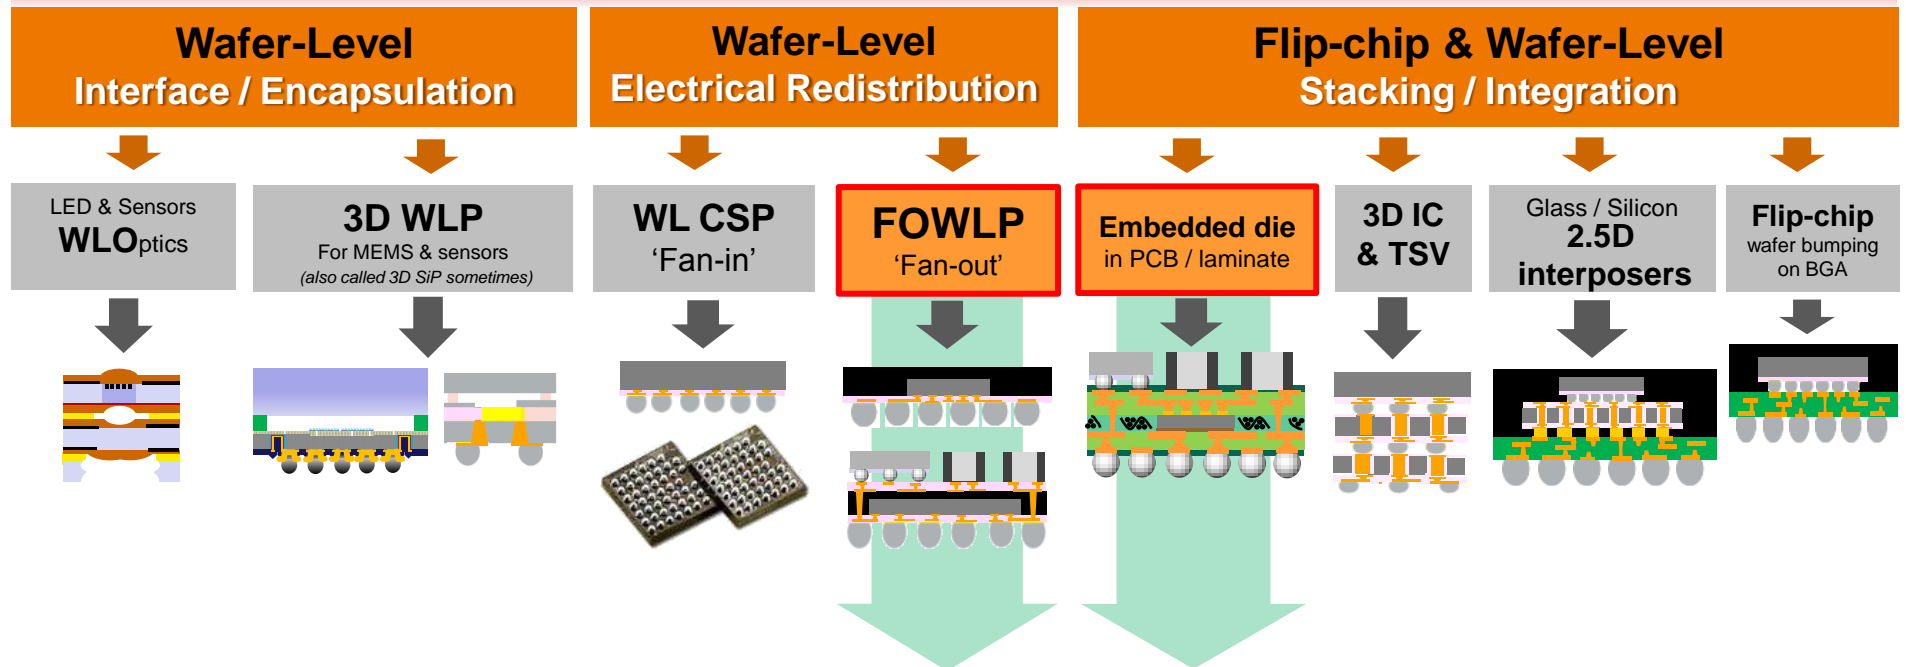 Wafer-Level
Interface / Encapsulation
Wafer-Level
Electrical Redistribution
Flip-chip & Wafer-Level
Stacking / Integration
LED & Sensors
WLOptics
3D WLP
For MEMS & sensors
(also called 3D SiP sometimes)
WL CSP
‘Fan-in’
FOWLP
‘Fan-out’
Embedded die
in PCB / laminate
3D IC
& TSV
Glass / Silicon
2.5D
interposers
Flip-chip
wafer bumping
on BGA